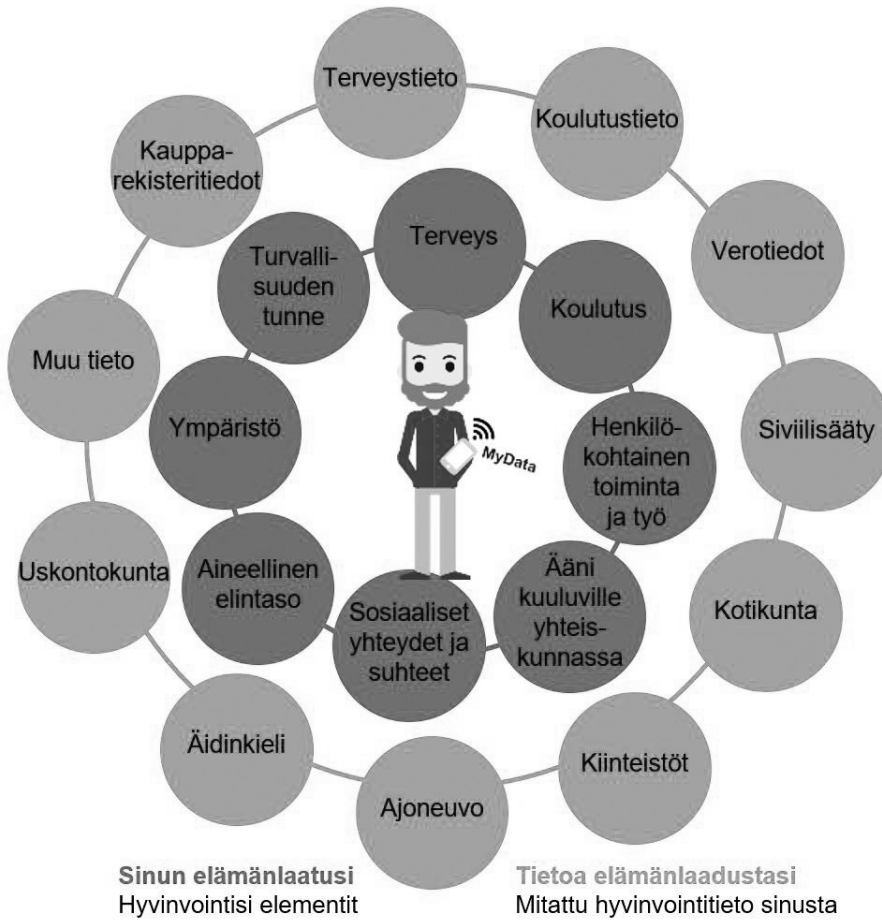 Terveystieto
Koulutustieto
Verotiedot
Siviilisääty
Kotikunta
Kiinteistöt
Ajoneuvo
Äidinkieli
Uskontokunta
Muu tieto
Kauppa-
rekisteritiedot
Terveys
Koulutus
Henkilö-
kohtainen
toiminta
ja työ
Ääni
kuuluville
yhteis-
kunnassa
Sosiaaliset
yhteydet ja
suhteet
Aineellinen
elintaso
Ympäristö
Turvalli-
suuden
tunne
MyData
Sinun elämänlaatusi
Hyvinvointisi elementit
Tietoa elämänlaadustasi
Mitattu hyvinvointitieto sinusta